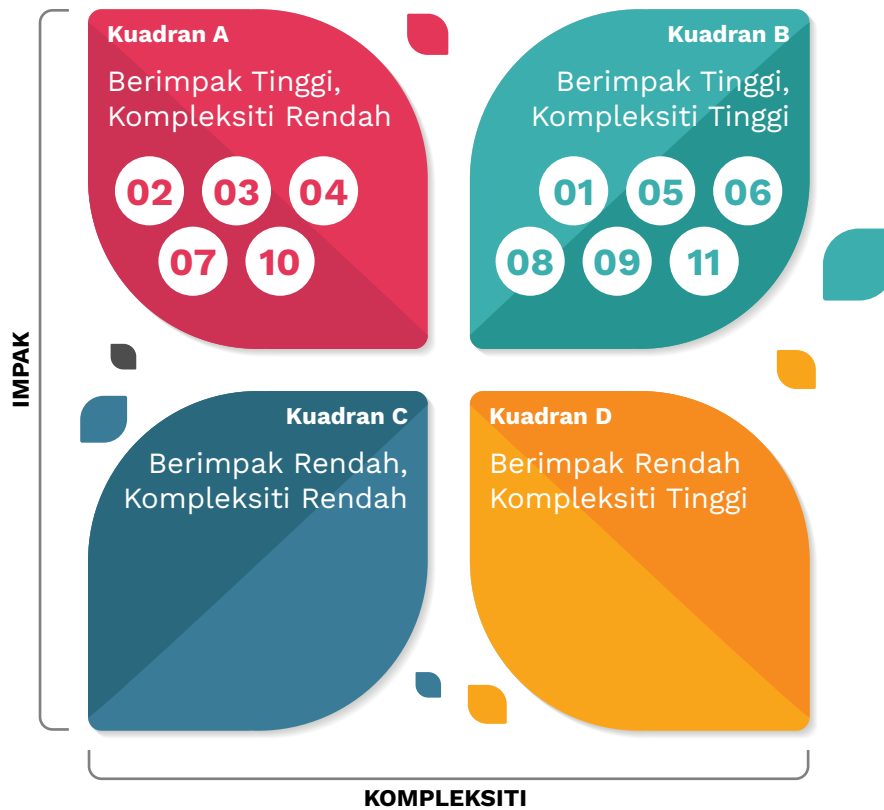 Kuadran A
Berimpak Tinggi,
Kompleksiti Rendah
02 03 04
07 10
Kuadran B
Berimpak Tinggi,
Kompleksiti Tinggi
01 05 06
08 09 11
IMPAK
Kuadran C
Berimpak Rendah,
Kompleksiti Rendah
Kuadran D
Berimpak Rendah
Kompleksiti Tinggi
KOMPLEKSITI